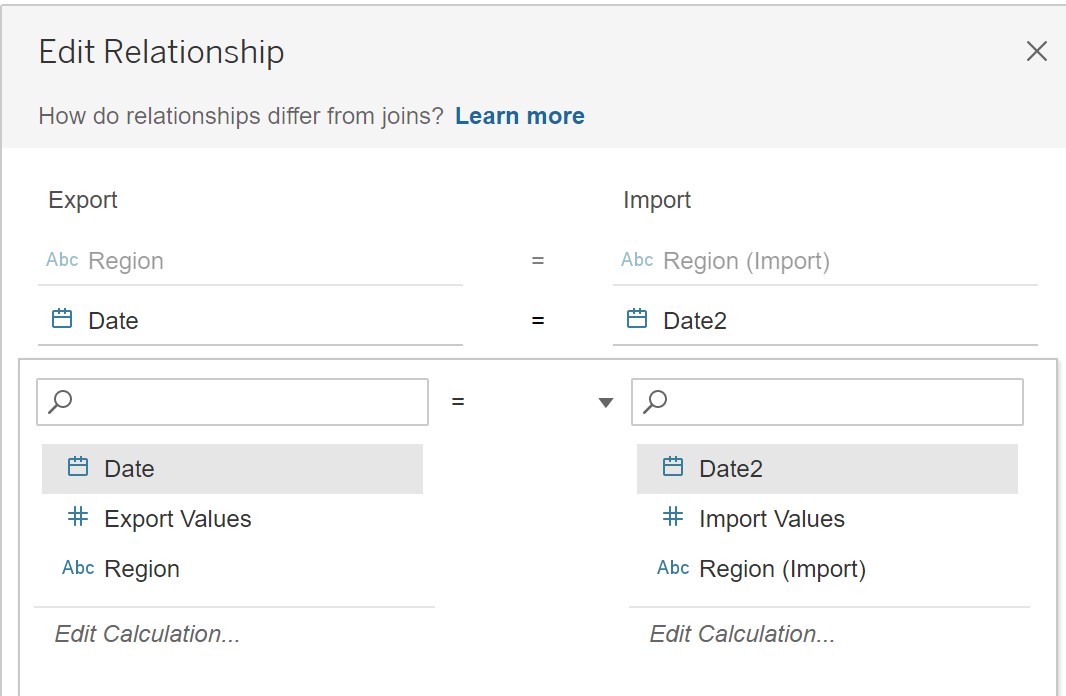 Edit Relationship
How do relationships differ from joins? Learn more
Export Import
Abc Region = Abc Region (Import)
Date = Date2
=
Date Date2
# Export Values # Import Values
Abc Region Abc Region (Import)
Edit Calculation... Edit Calculation...